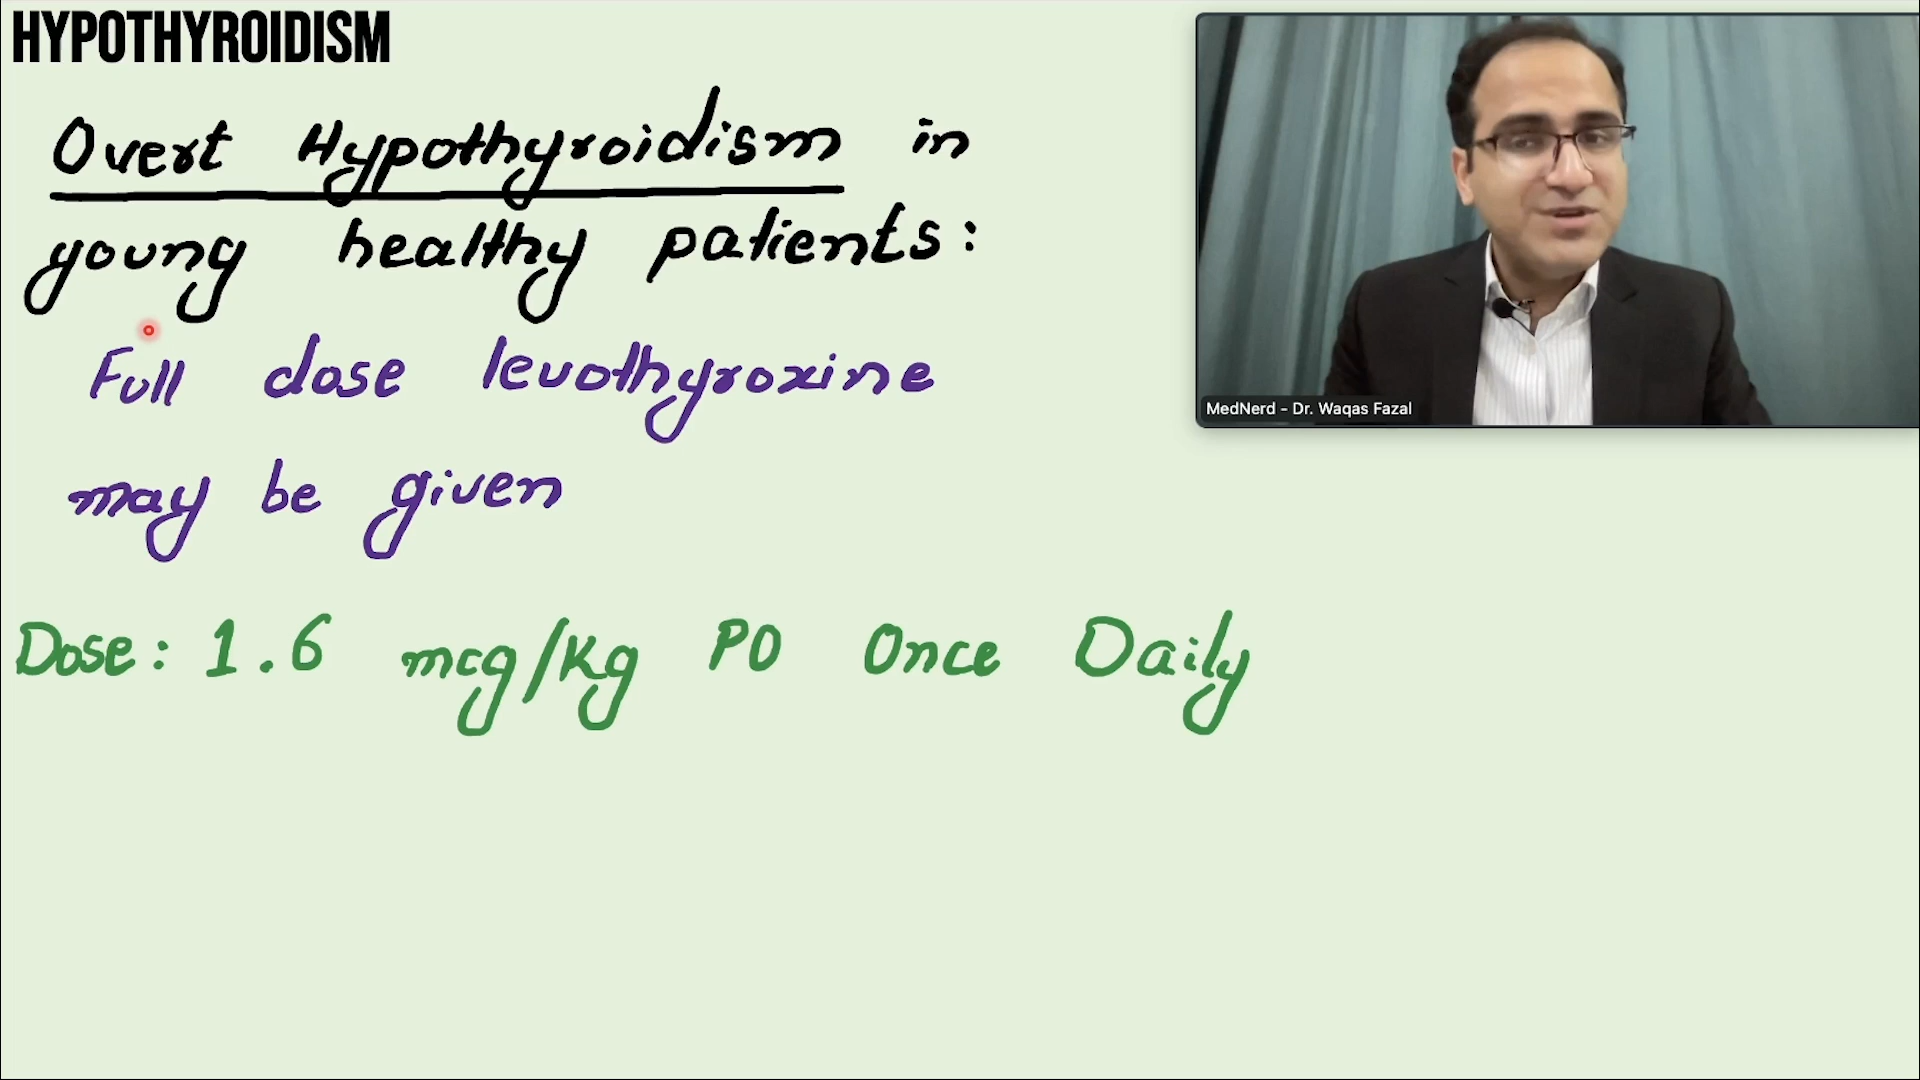 HYPOTHYROIDISM
Overt Hypothyroidism in
young healthy patients:
Full dose levothyroxine
may be given
Dose: 1.6 mcg/kg PO Once Daily
MedNerd - Dr. Waqas Fazal